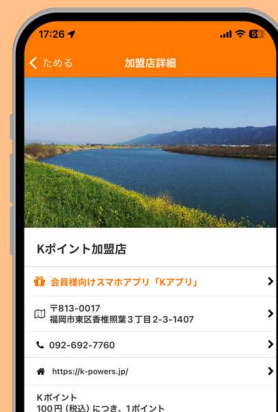 17:26
50
ためる
加盟店詳細
Kポイント加盟店
会員様向けスマホアプリ「Kアプリ」
〒813-0017
福岡市東区香椎照葉3丁目2-3-1407
092-692-7760
https://k-powers.jp/
Kポイント
100円(税込)につき、1ポイント